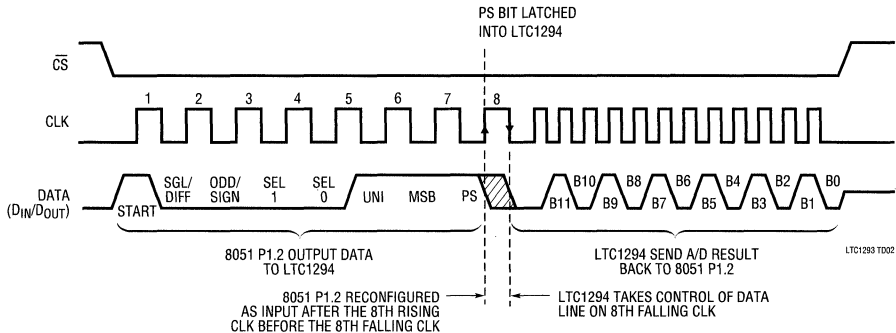 PS BIT LATCHED
INTO LTC1294
CS
1 2 3 4 5 6 7 8
CLK
SGL/ ODD/ SEL SEL
DIFF SIGN 1 0
UNI MSB PS
B10 B8 B6 B4 B2 B0
DATA
(DIN/DOUT)
START
B11 B9 B7 B5 B3 B1
8051 P1.2 OUTPUT DATA
TO LTC1294
LTC1294 SEND A/D RESULT
BACK TO 8051 P1.2
LTC1293 TD02
8051 P1.2 RECONFIGURED
AS INPUT AFTER THE 8TH RISING
CLK BEFORE THE 8TH FALLING CLK
LTC1294 TAKES CONTROL OF DATA
LINE ON 8TH FALLING CLK